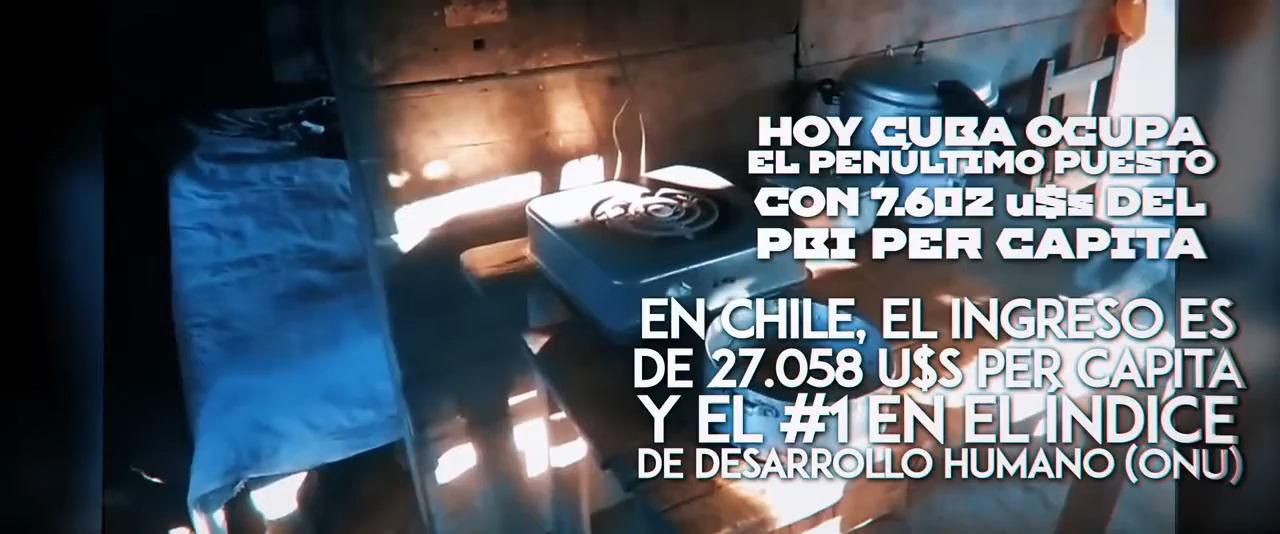 HOY CUBA OCUPA
EL PENÚLTIMO PUESTO
CON 7.602 u$s DEL
PBI PER CAPITA
EN CHILE, EL INGRESO ES
DE 27.058 U$S PER CAPITA
Y EL #1 EN EL ÍNDICE
DE DESARROLLO HUMANO (ONU)